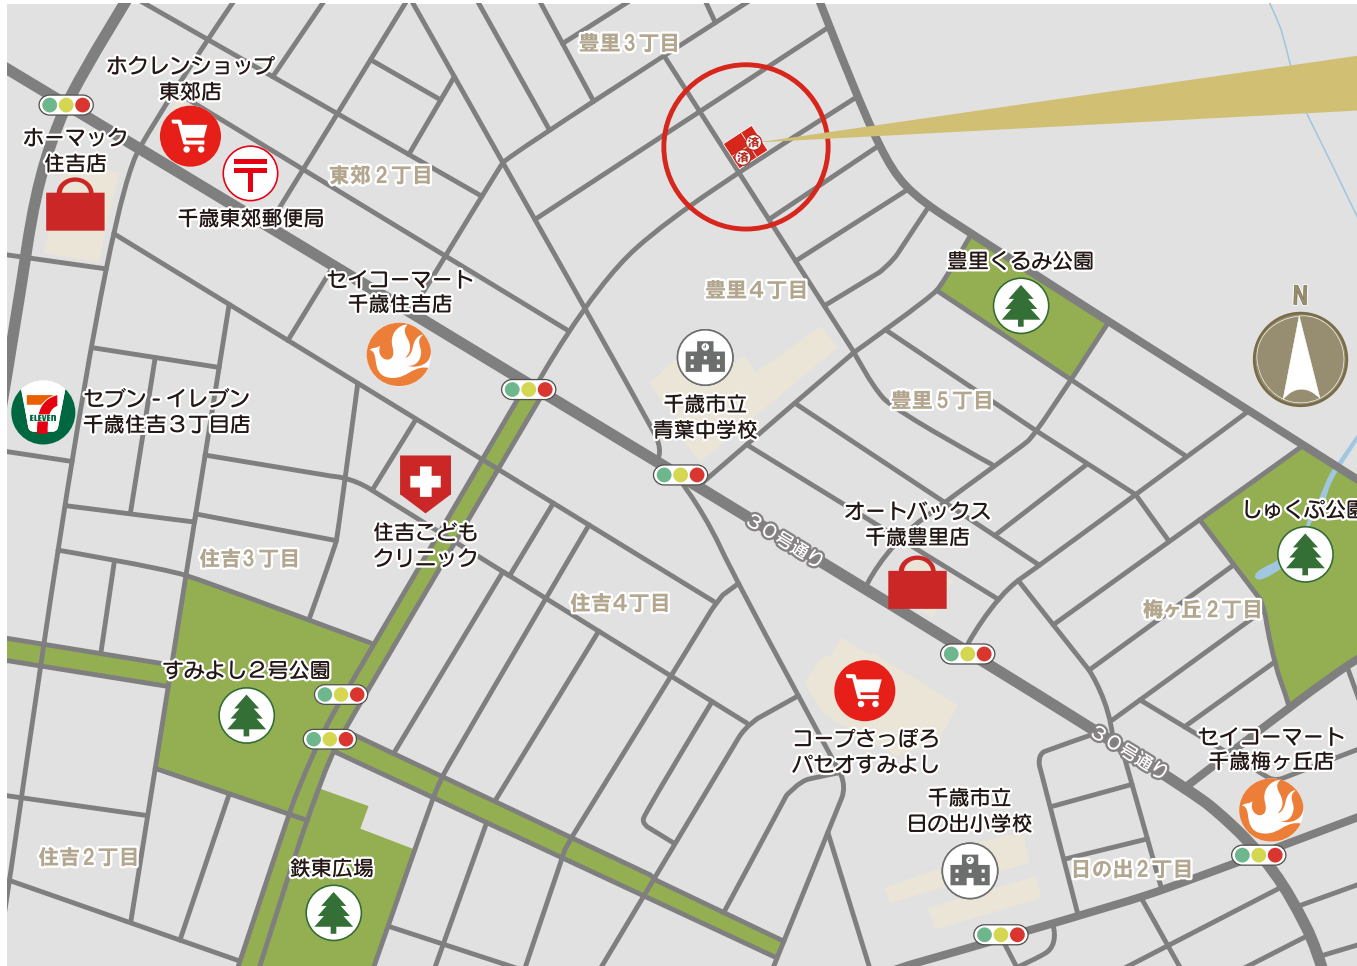 豊里３丁目
ホクレンショップ
東郊店
ホーマック
住吉店
千歳東郊郵便局
東郊２丁目
済
済
豊里くるみ公園
セイコーマート
千歳住吉店
豊里４丁目
N
セブン‐イレブン
千歳住吉３丁目店
7
ELEVEN
千歳市立
青葉中学校
豊里５丁目
住吉こども
クリニック
３０号通り
オートバックス
千歳豊里店
しゅくぷ公園
住吉３丁目
住吉４丁目
梅ヶ丘２丁目
すみよし２号公園
コープさっぽろ
パセオすみよし
３０号通り
セイコーマート
千歳梅ヶ丘店
千歳市立
日の出小学校
住吉２丁目
鉄東広場
日の出２丁目